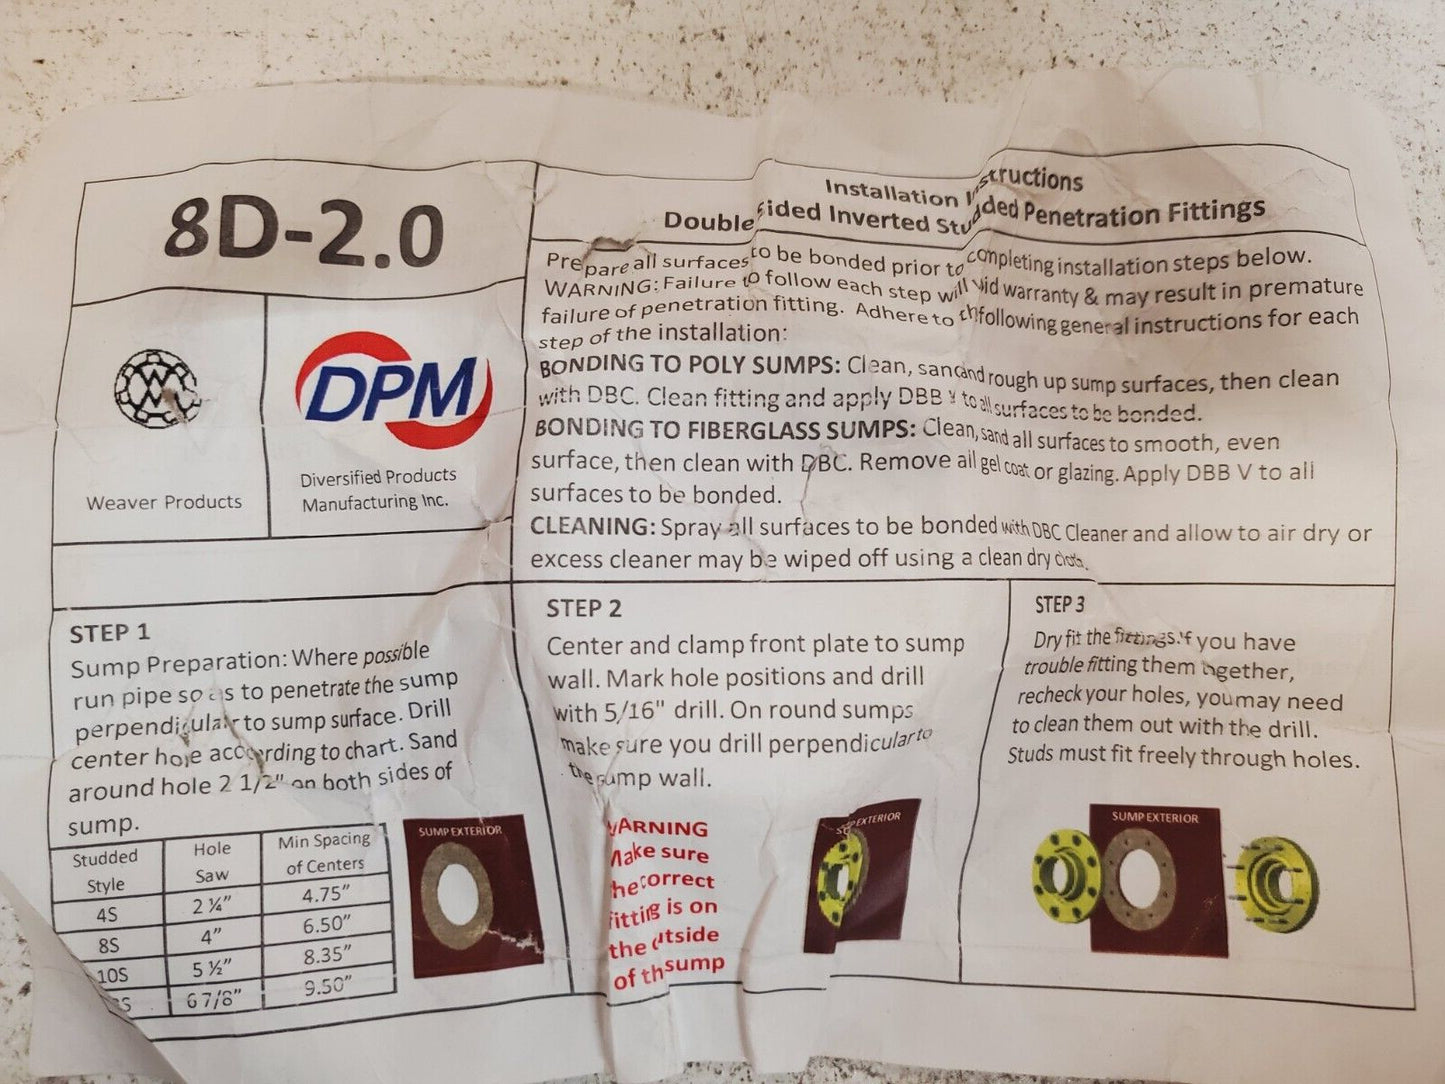 8D-2.0
Weaver Products
DPM
Diversified Products
Manufacturing Inc.
Installation Instructions
Double Sided Inverted Studded Penetration Fittings
Prepare all surfaces to be bonded prior to completing installation steps below.
WARNING: Failure to follow each step will void warranty & may result in premature
failure of penetration fitting. Adhere to the following general instructions for each
step of the installation:
BONDING TO POLY SUMPS: Clean, sand and rough up sump surfaces, then clean
with DBC. Clean fitting and apply DBB V to all surfaces to be bonded.
BONDING TO FIBERGLASS SUMPS: Clean, sand all surfaces to smooth, even
surface, then clean with DBC. Remove all gel coat or glazing. Apply DBB V to all
surfaces to be bonded.
CLEANING: Spray all surfaces to be bonded with DBC Cleaner and allow to air dry or
excess cleaner may be wiped off using a clean dry cloth.
STEP 1
Sump Preparation: Where possible
run pipe so as to penetrate the sump
perpendicular to sump surface. Drill
center hole according to chart. Sand
around hole 2 1/2" on both sides of
sump.
Studded Style Hole Saw Min Spacing of Centers
4S 2 ¼" 4.75"
8S 4" 6.50"
10S 5 ½" 8.35"
S 6 7/8" 9.50"
SUMP EXTERIOR
STEP 2
Center and clamp front plate to sump
wall. Mark hole positions and drill
with 5/16" drill. On round sumps
make sure you drill perpendicular to
the sump wall.
WARNING
Make sure
the correct
fitting is on
the outside
of the sump
EXTERIOR
STEP 3
Dry fit the fittings. If you have
trouble fitting them together,
recheck your holes, you may need
to clean them out with the drill.
Studs must fit freely through holes.
SUMP EXTERIOR